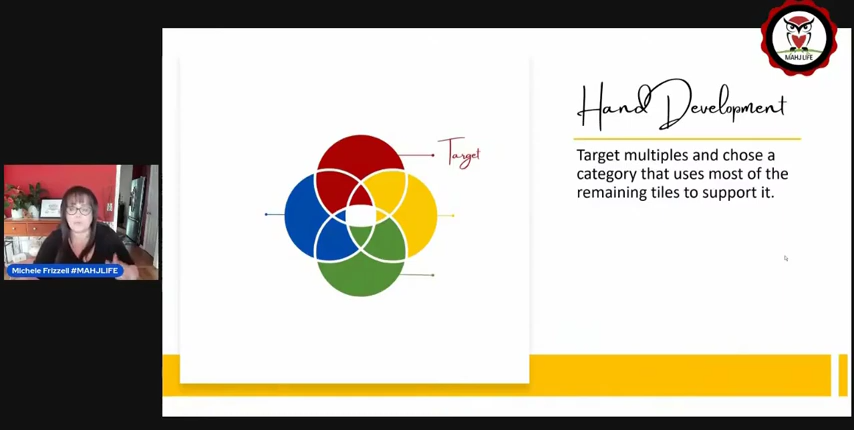 MAHJ LIFE
Hand Development
Target
Target multiples and chose a
category that uses most of the
remaining tiles to support it.
Michele Frizzell #MAHJLIFE